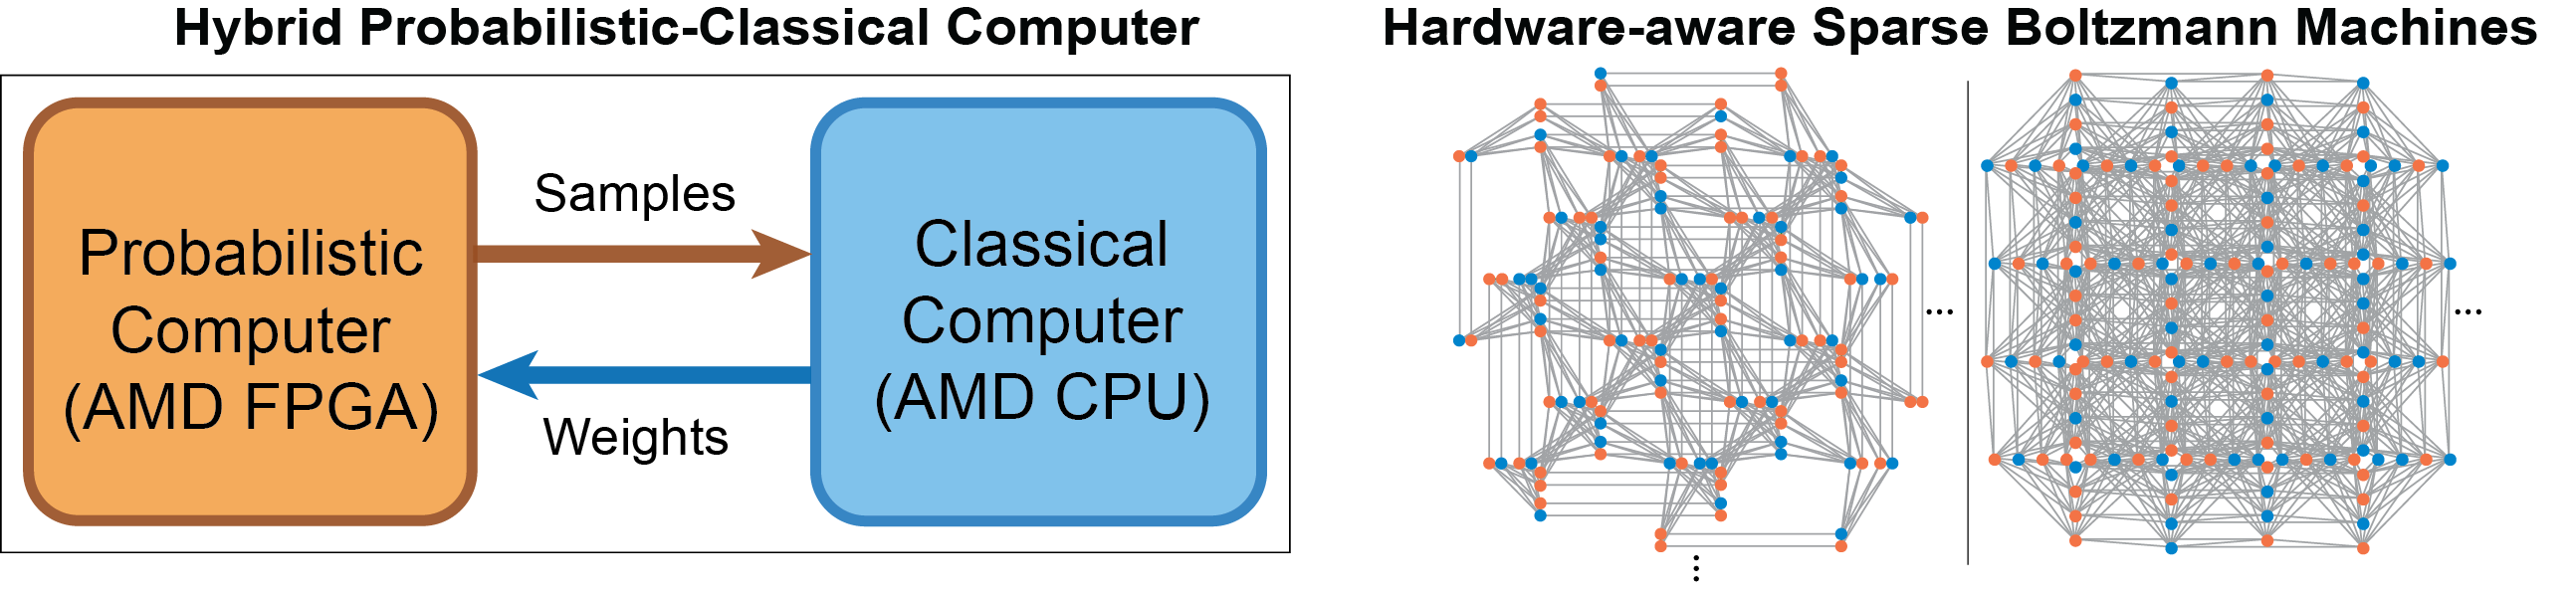 Hybrid Probabilistic-Classical Computer
Probabilistic
Computer
(AMD FPGA)
Samples
Weights
Classical
Computer
(AMD CPU)
Hardware-aware Sparse Boltzmann Machines
...
...
...